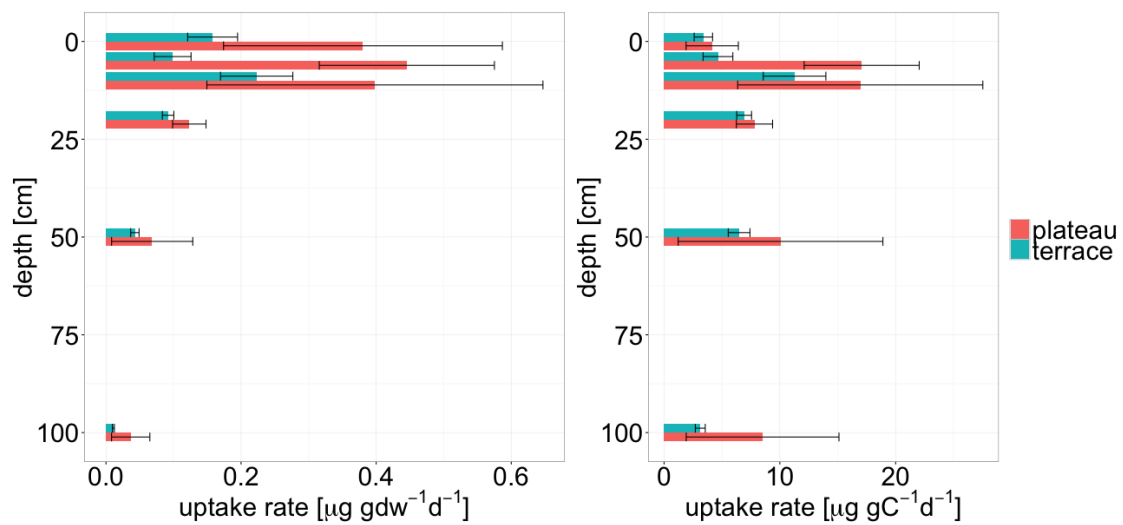 0
25
50
75
100
depth [cm]
0.0 0.2 0.4 0.6
uptake rate [μg gdw⁻¹d⁻¹]
0
25
50
75
100
depth [cm]
0 10 20
uptake rate [μg gC⁻¹d⁻¹]
plateau
terrace